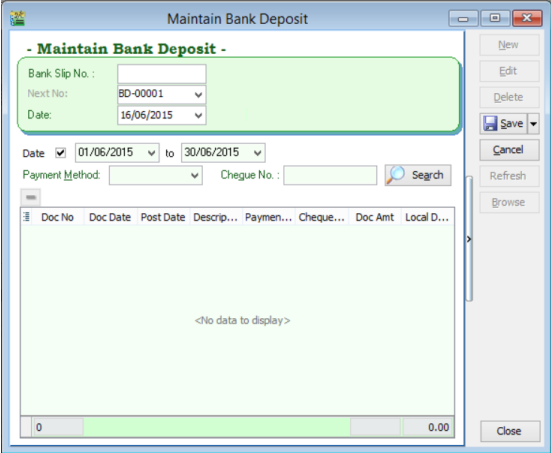 Maintain Bank Deposit
- Maintain Bank Deposit -
Bank Slip No. :
Next No: BD-00001
Date: 16/06/2015
Date 01/06/2015 to 30/06/2015
Payment Method: Cheque No. : Search
Doc No Doc Date Post Date Descrip... Paymen... Cheque... Doc Amt Local D...
<No data to display>
0 0.00
New
Edit
Delete
Save
Cancel
Refresh
Browse
Close